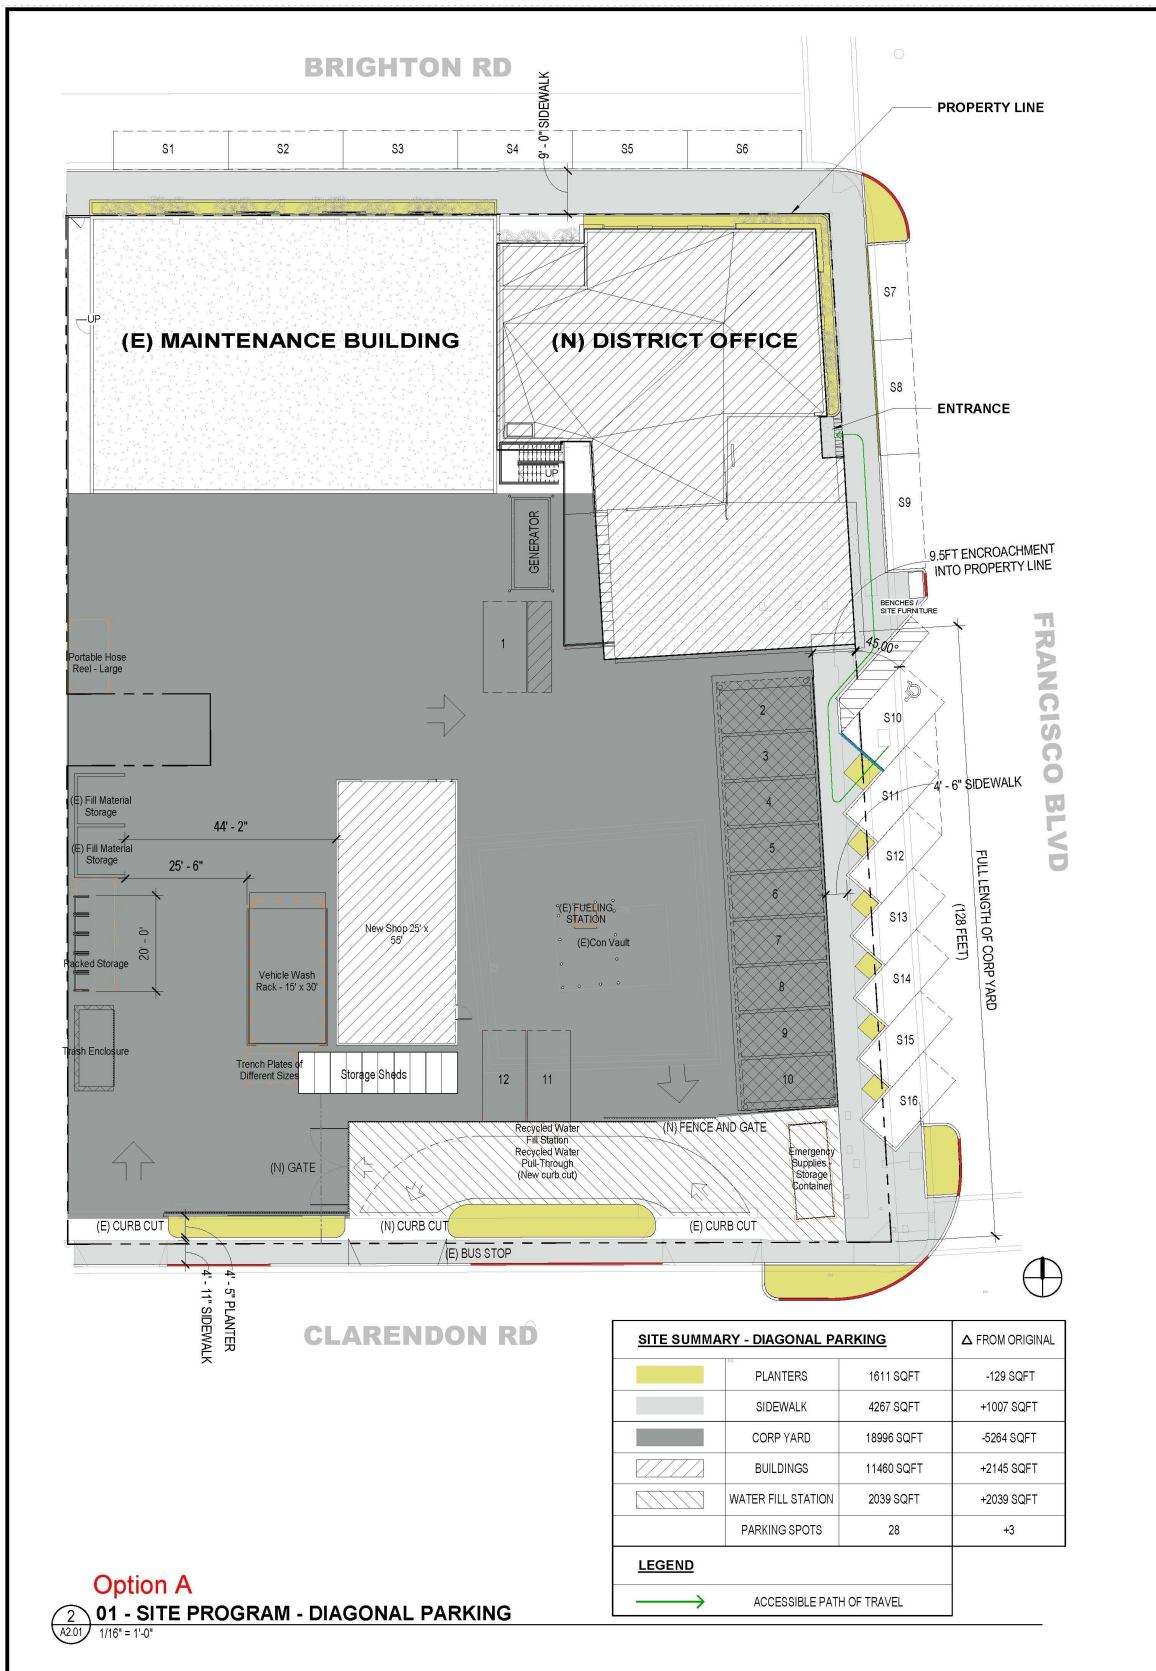 BRIGHTON RD
9' - 0" SIDEWALK
PROPERTY LINE
S1
S2
S3
S4
S5
S6
S7
S8
S9
UP
(E) MAINTENANCE BUILDING
(N) DISTRICT OFFICE
ENTRANCE
UP
GENERATOR
9.5FT ENCROACHMENT
INTO PROPERTY LINE
BENCHES /
SITE FURNITURE
45.00°
FRANCISCO BLVD
1
Portable Hose
Reel - Large
2
3
4
5
6
7
8
9
10
S10
S11
S12
S13
S14
S15
S16
4' - 6" SIDEWALK
FULL LENGTH OF CORP YARD
(128 FEET)
(E) Fill Material
Storage
(E) Fill Material
Storage
44' - 2"
25' - 6"
20' - 0"
Packed Storage
New Shop 25' x
55'
(E) FUELING
STATION
(E)Con Vault
Vehicle Wash
Rack - 15' x 30'
Trash Enclosure
Trench Plates of
Different Sizes
Storage Sheds
12
11
Recycled Water
Fill Station
Recycled Water
Pull-Through
(New curb cut)
(N) FENCE AND GATE
Emergency
Supplies -
Storage
Container
(N) GATE
(E) CURB CUT
(N) CURB CUT
(E) CURB CUT
(E) BUS STOP
4' - 5" PLANTER
4' - 11" SIDEWALK
CLARENDON RD
SITE SUMMARY - DIAGONAL PARKING
Δ FROM ORIGINAL
PLANTERS 1611 SQFT -129 SQFT
SIDEWALK 4267 SQFT +1007 SQFT
CORP YARD 18996 SQFT -5264 SQFT
BUILDINGS 11460 SQFT +2145 SQFT
WATER FILL STATION 2039 SQFT +2039 SQFT
PARKING SPOTS 28 +3
LEGEND
ACCESSIBLE PATH OF TRAVEL
Option A
2
A2.01
01 - SITE PROGRAM - DIAGONAL PARKING
1/16" = 1'-0"